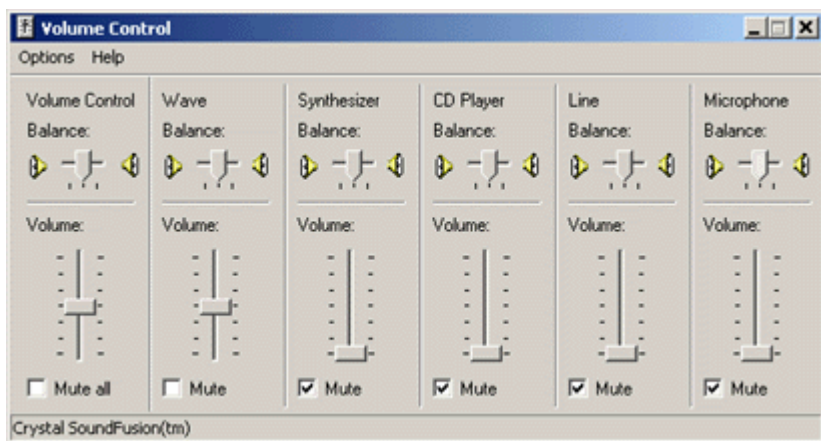 Volume Control
Options Help
Volume Control Wave Synthesizer CD Player Line Microphone
Balance: Balance: Balance: Balance: Balance: Balance:
Volume: Volume: Volume: Volume: Volume: Volume:
Mute all Mute Mute Mute Mute Mute
Crystal SoundFusion(tm)